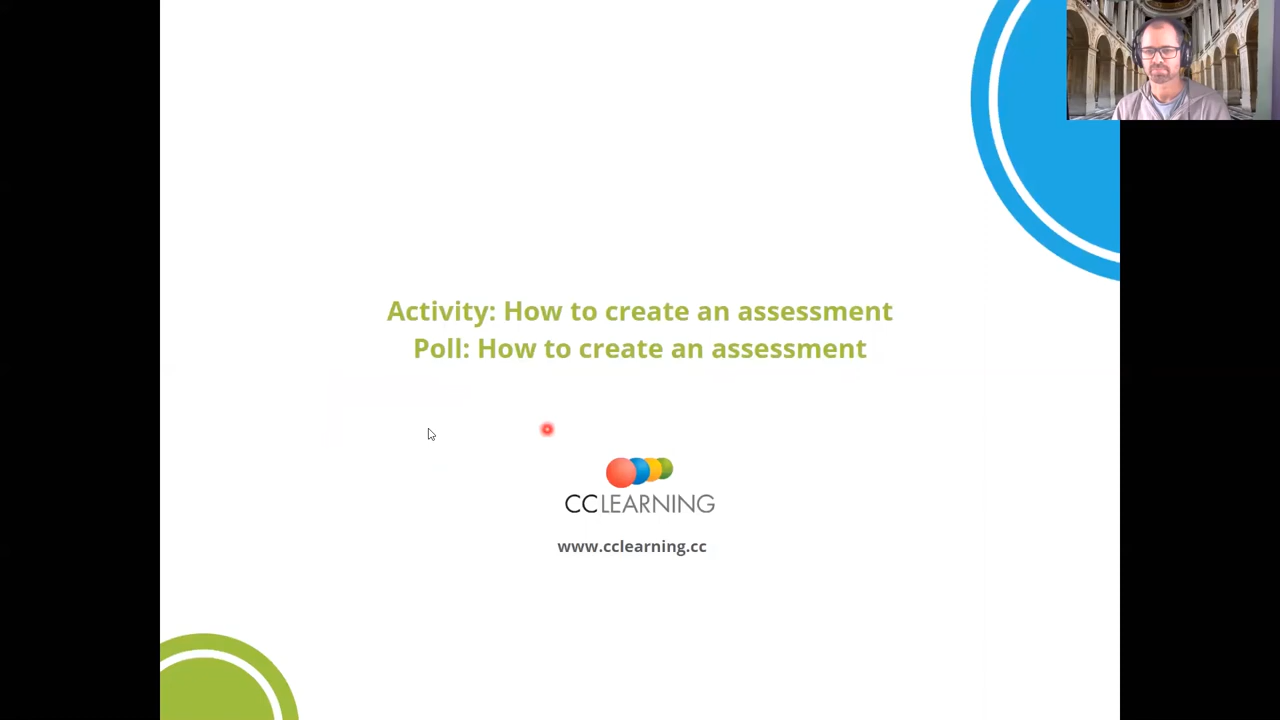 Activity: How to create an assessment
Poll: How to create an assessment
CCLEARNING
www.cclearning.cc